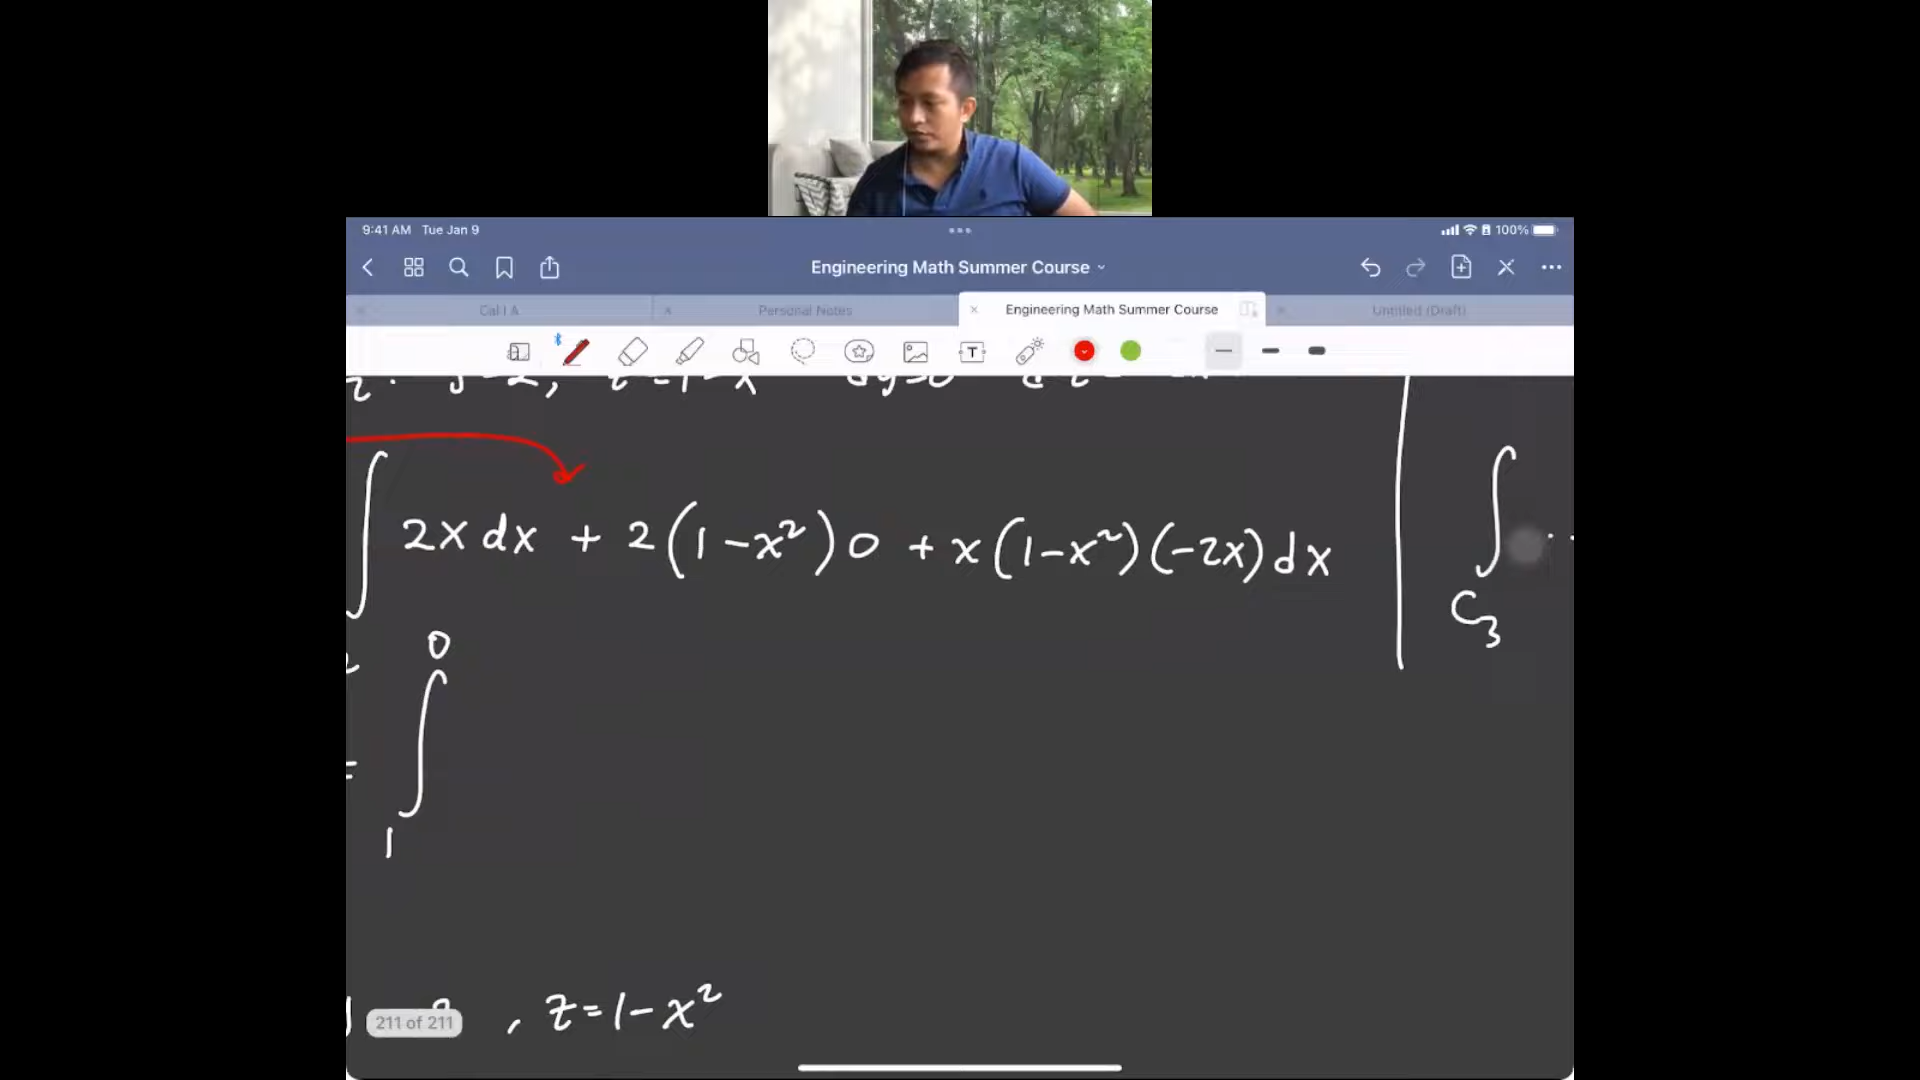 9:41 AM Tue Jan 9
100%
Engineering Math Summer Course
Cal I A
Personal Notes
Engineering Math Summer Course
Untitled (Draft)
T
∫ 2x dx + 2(1-x²)0 + x(1-x²)(-2x)dx
∫
C₃
0
= ∫
1
, z=1-x²
211 of 211